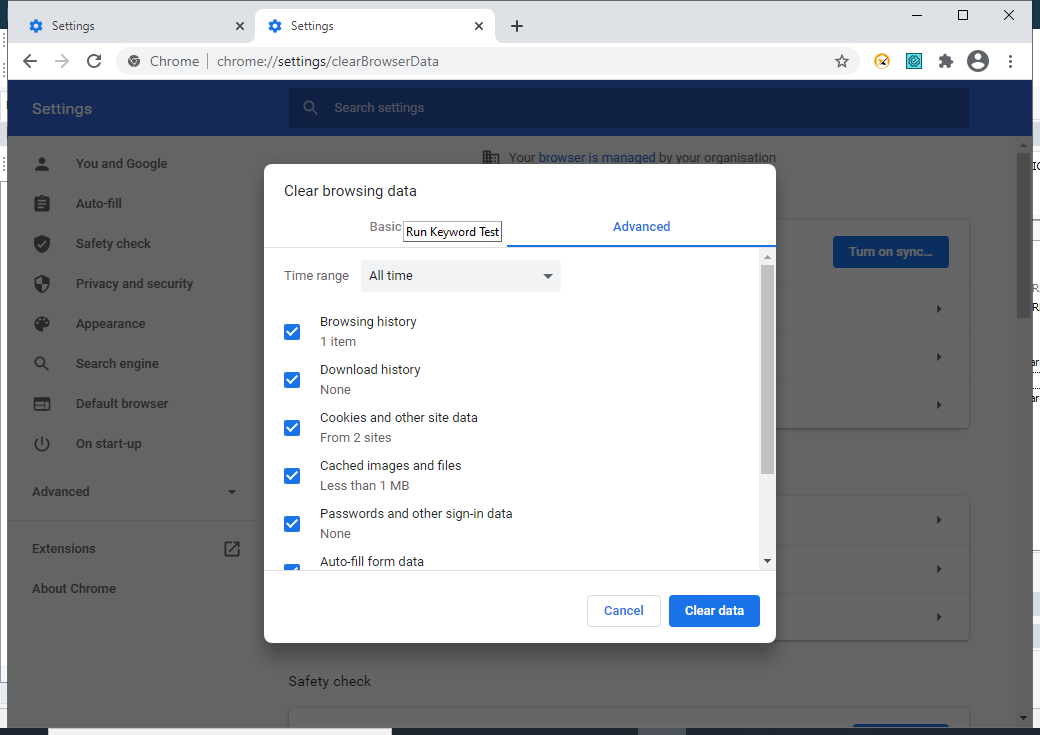 Settings
Settings
Chrome
chrome://settings/clearBrowserData
Settings
Search settings
Your browser is managed by your organisation
You and Google
Auto-fill
Safety check
Privacy and security
Appearance
Search engine
Default browser
On start-up
Advanced
Extensions
About Chrome
Turn on sync...
Clear browsing data
Basic
Run Keyword Test
Advanced
Time range
All time
Browsing history
1 item
Download history
None
Cookies and other site data
From 2 sites
Cached images and files
Less than 1 MB
Passwords and other sign-in data
None
Auto-fill form data
Cancel
Clear data
Safety check